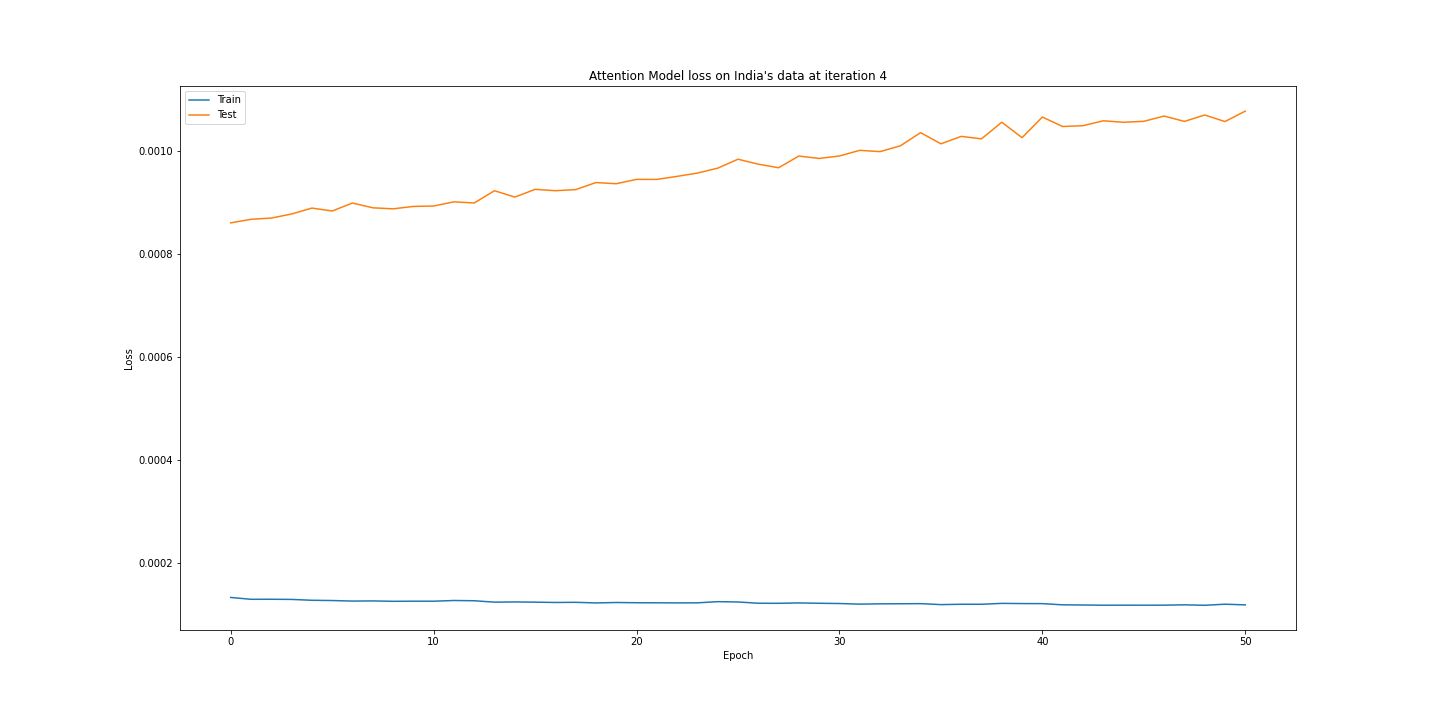 Attention Model loss on India's data at iteration 4
Train
Test
0.0010
0.0008
0.0006
0.0004
0.0002
Loss
0
10
20
30
40
50
Epoch